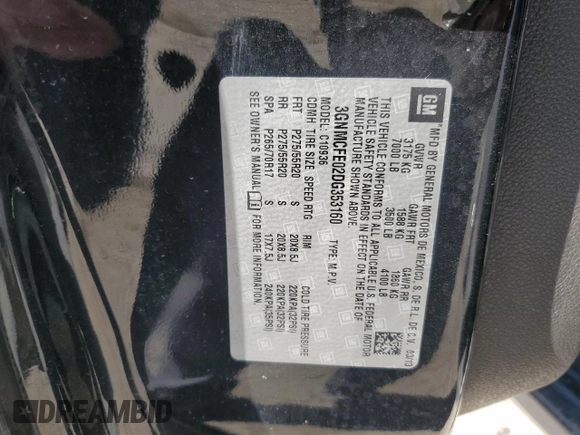 GM
MFD BY GENERAL MOTORS DE MEXICO, S. DE R.L. DE C.V. 03/13
GVWR GAWR FRT GAWR RR
3175 KG 1588 KG 1860 KG
7000 LB 3500 LB 4100 LB
THIS VEHICLE CONFORMS TO ALL APPLICABLE U.S. FEDERAL MOTOR
VEHICLE SAFETY STANDARDS IN EFFECT ON THE DATE OF
MANUFACTURE SHOWN ABOVE.
3GNMCFE02DG353160 TYPE: M.P.V.
MODEL: C10936
CDMH TIRE SIZE SPEED RTG RIM COLD TIRE PRESSURE
FRT P275/55R20 S 20X8.5J 220KPA(32PSI)
RR P275/55R20 S 20X8.5J 220KPA(32PSI)
SPA P265/70R17 S 17X7.5J 240KPA(35PSI)
SEE OWNER'S MANUAL FOR MORE INFORMATION.
DREAMBID